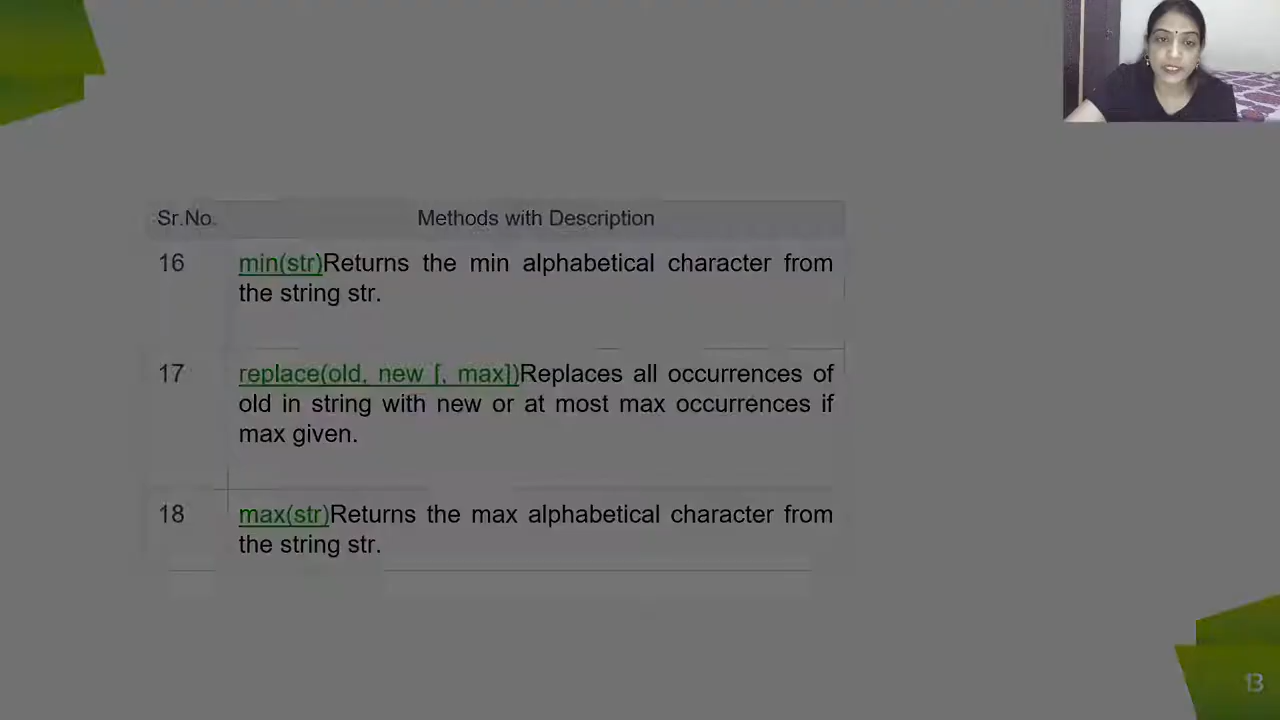 Sr.No. Methods with Description
16 min(str)Returns the min alphabetical character from
the string str.
17 replace(old, new [, max])Replaces all occurrences of
old in string with new or at most max occurrences if
max given.
18 max(str)Returns the max alphabetical character from
the string str.
13